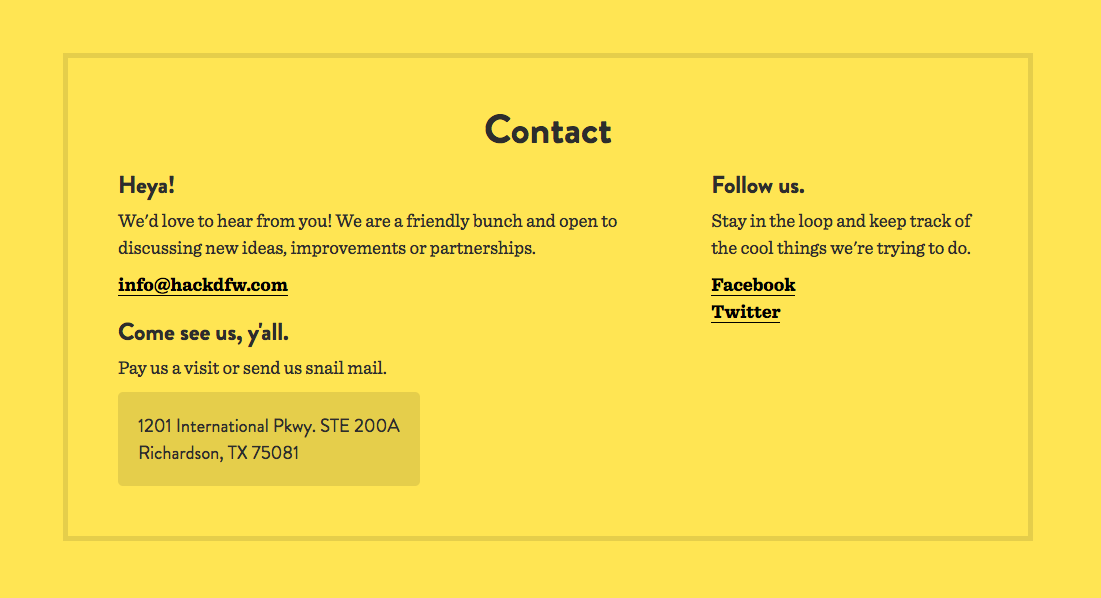 Contact
Heya!
We'd love to hear from you! We are a friendly bunch and open to
discussing new ideas, improvements or partnerships.
info@hackdfw.com
Come see us, y'all.
Pay us a visit or send us snail mail.
1201 International Pkwy. STE 200A
Richardson, TX 75081
Follow us.
Stay in the loop and keep track of
the cool things we're trying to do.
Facebook
Twitter